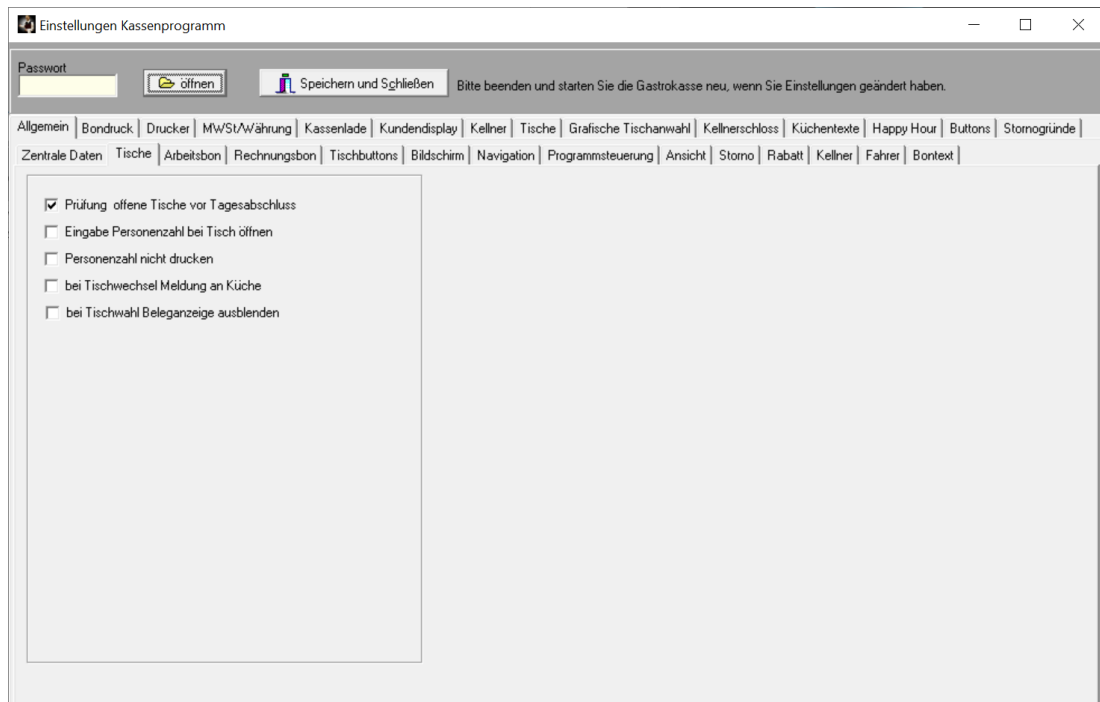 Einstellungen Kassenprogramm
Passwort
öffnen
Speichern und Schließen
Bitte beenden und starten Sie die Gastrokasse neu, wenn Sie Einstellungen geändert haben.
Allgemein Bondruck Drucker MWSt/Währung Kassenlade Kundendisplay Kellner Tische Grafische Tischanwahl Kellnerschloss Küchentexte Happy Hour Buttons Stornogründe
Zentrale Daten Tische Arbeitsbon Rechnungsbon Tischbuttons Bildschirm Navigation Programmsteuerung Ansicht Storno Rabatt Kellner Fahrer Bontext
Prüfung offene Tische vor Tagesabschluss
Eingabe Personenzahl bei Tisch öffnen
Personenzahl nicht drucken
bei Tischwechsel Meldung an Küche
bei Tischwahl Beleganzeige ausblenden